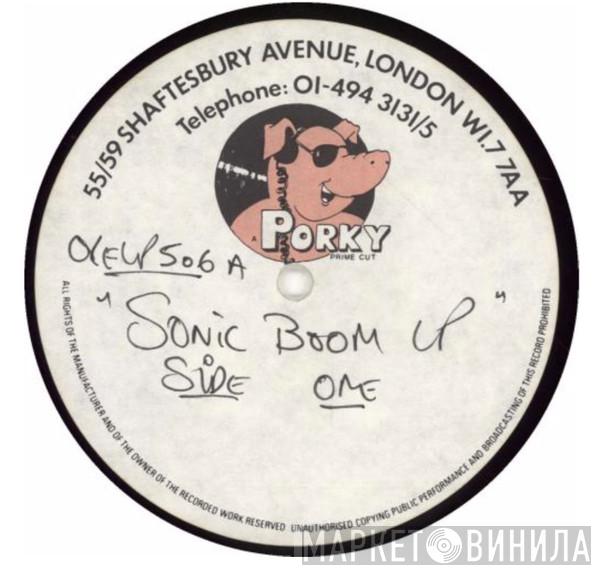 55/59 SHAFTESBURY AVENUE, LONDON W1.7 7AA
Telephone: 01-494 3131/5
A PORKY
PRIME CUT
OLELP 506 A
"SONIC BOOM LP"
SIDE ONE
ALL RIGHTS OF THE MANUFACTURER AND OF THE OWNER OF THE RECORDED WORK RESERVED UNAUTHORISED COPYING PUBLIC PERFORMANCE AND BROADCASTING OF THIS RECORD PROHIBITED
МАРКЕТ ВИНИЛА